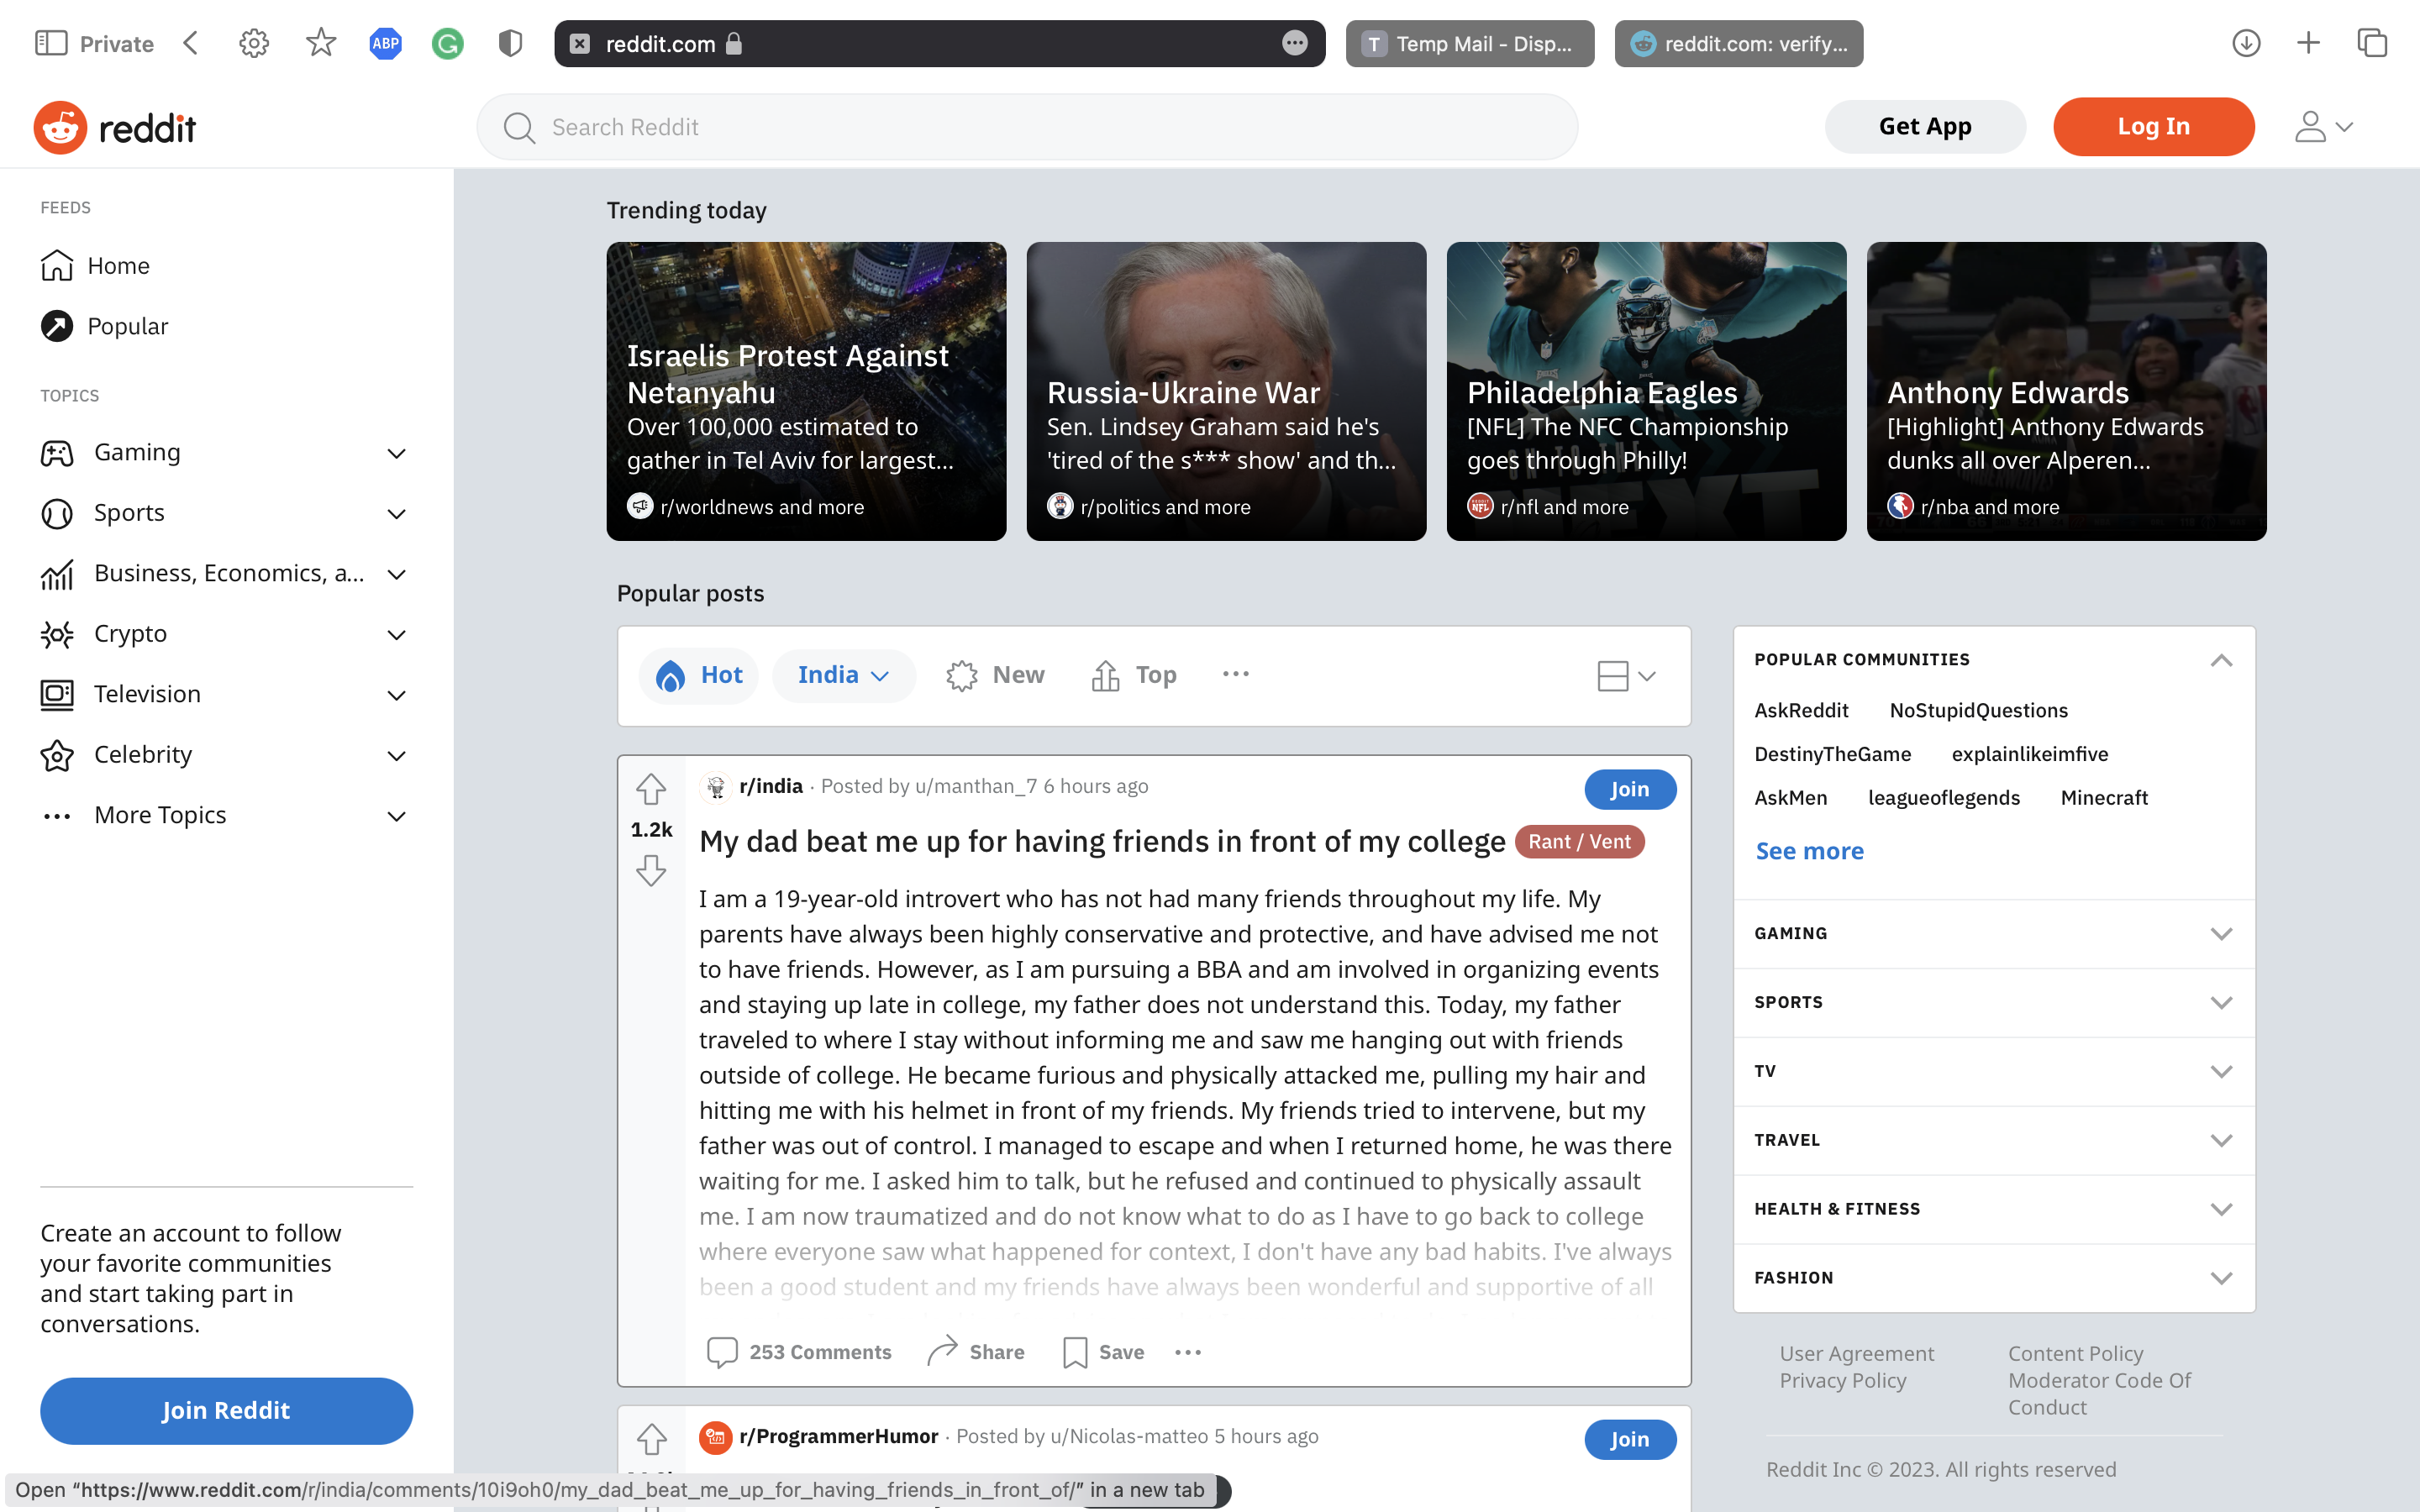 Private
ABP
reddit.com
T Temp Mail - Disp...
reddit.com: verify...
reddit
Search Reddit
Get App
Log In
FEEDS
Home
Popular
TOPICS
Gaming
Sports
Business, Economics, a...
Crypto
Television
Celebrity
More Topics
Create an account to follow
your favorite communities
and start taking part in
conversations.
Join Reddit
Trending today
Israelis Protest Against
Netanyahu
Over 100,000 estimated to
gather in Tel Aviv for largest...
r/worldnews and more
Russia-Ukraine War
Sen. Lindsey Graham said he's
'tired of the s*** show' and th...
r/politics and more
Philadelphia Eagles
[NFL] The NFC Championship
goes through Philly!
r/nfl and more
Anthony Edwards
[Highlight] Anthony Edwards
dunks all over Alperen...
r/nba and more
Popular posts
Hot
India
New
Top
r/india · Posted by u/manthan_7 6 hours ago
Join
1.2k
My dad beat me up for having friends in front of my college
Rant / Vent
I am a 19-year-old introvert who has not had many friends throughout my life. My
parents have always been highly conservative and protective, and have advised me not
to have friends. However, as I am pursuing a BBA and am involved in organizing events
and staying up late in college, my father does not understand this. Today, my father
traveled to where I stay without informing me and saw me hanging out with friends
outside of college. He became furious and physically attacked me, pulling my hair and
hitting me with his helmet in front of my friends. My friends tried to intervene, but my
father was out of control. I managed to escape and when I returned home, he was there
waiting for me. I asked him to talk, but he refused and continued to physically assault
me. I am now traumatized and do not know what to do as I have to go back to college
where everyone saw what happened for context, I don't have any bad habits. I've always
been a good student and my friends have always been wonderful and supportive of all
253 Comments
Share
Save
r/ProgrammerHumor · Posted by u/Nicolas-matteo 5 hours ago
Join
POPULAR COMMUNITIES
AskReddit NoStupidQuestions
DestinyTheGame explainlikeimfive
AskMen leagueoflegends Minecraft
See more
GAMING
SPORTS
TV
TRAVEL
HEALTH & FITNESS
FASHION
User Agreement
Privacy Policy
Content Policy
Moderator Code Of
Conduct
Reddit Inc © 2023. All rights reserved
Open “https://www.reddit.com/r/india/comments/10i9oh0/my_dad_beat_me_up_for_having_friends_in_front_of/” in a new tab